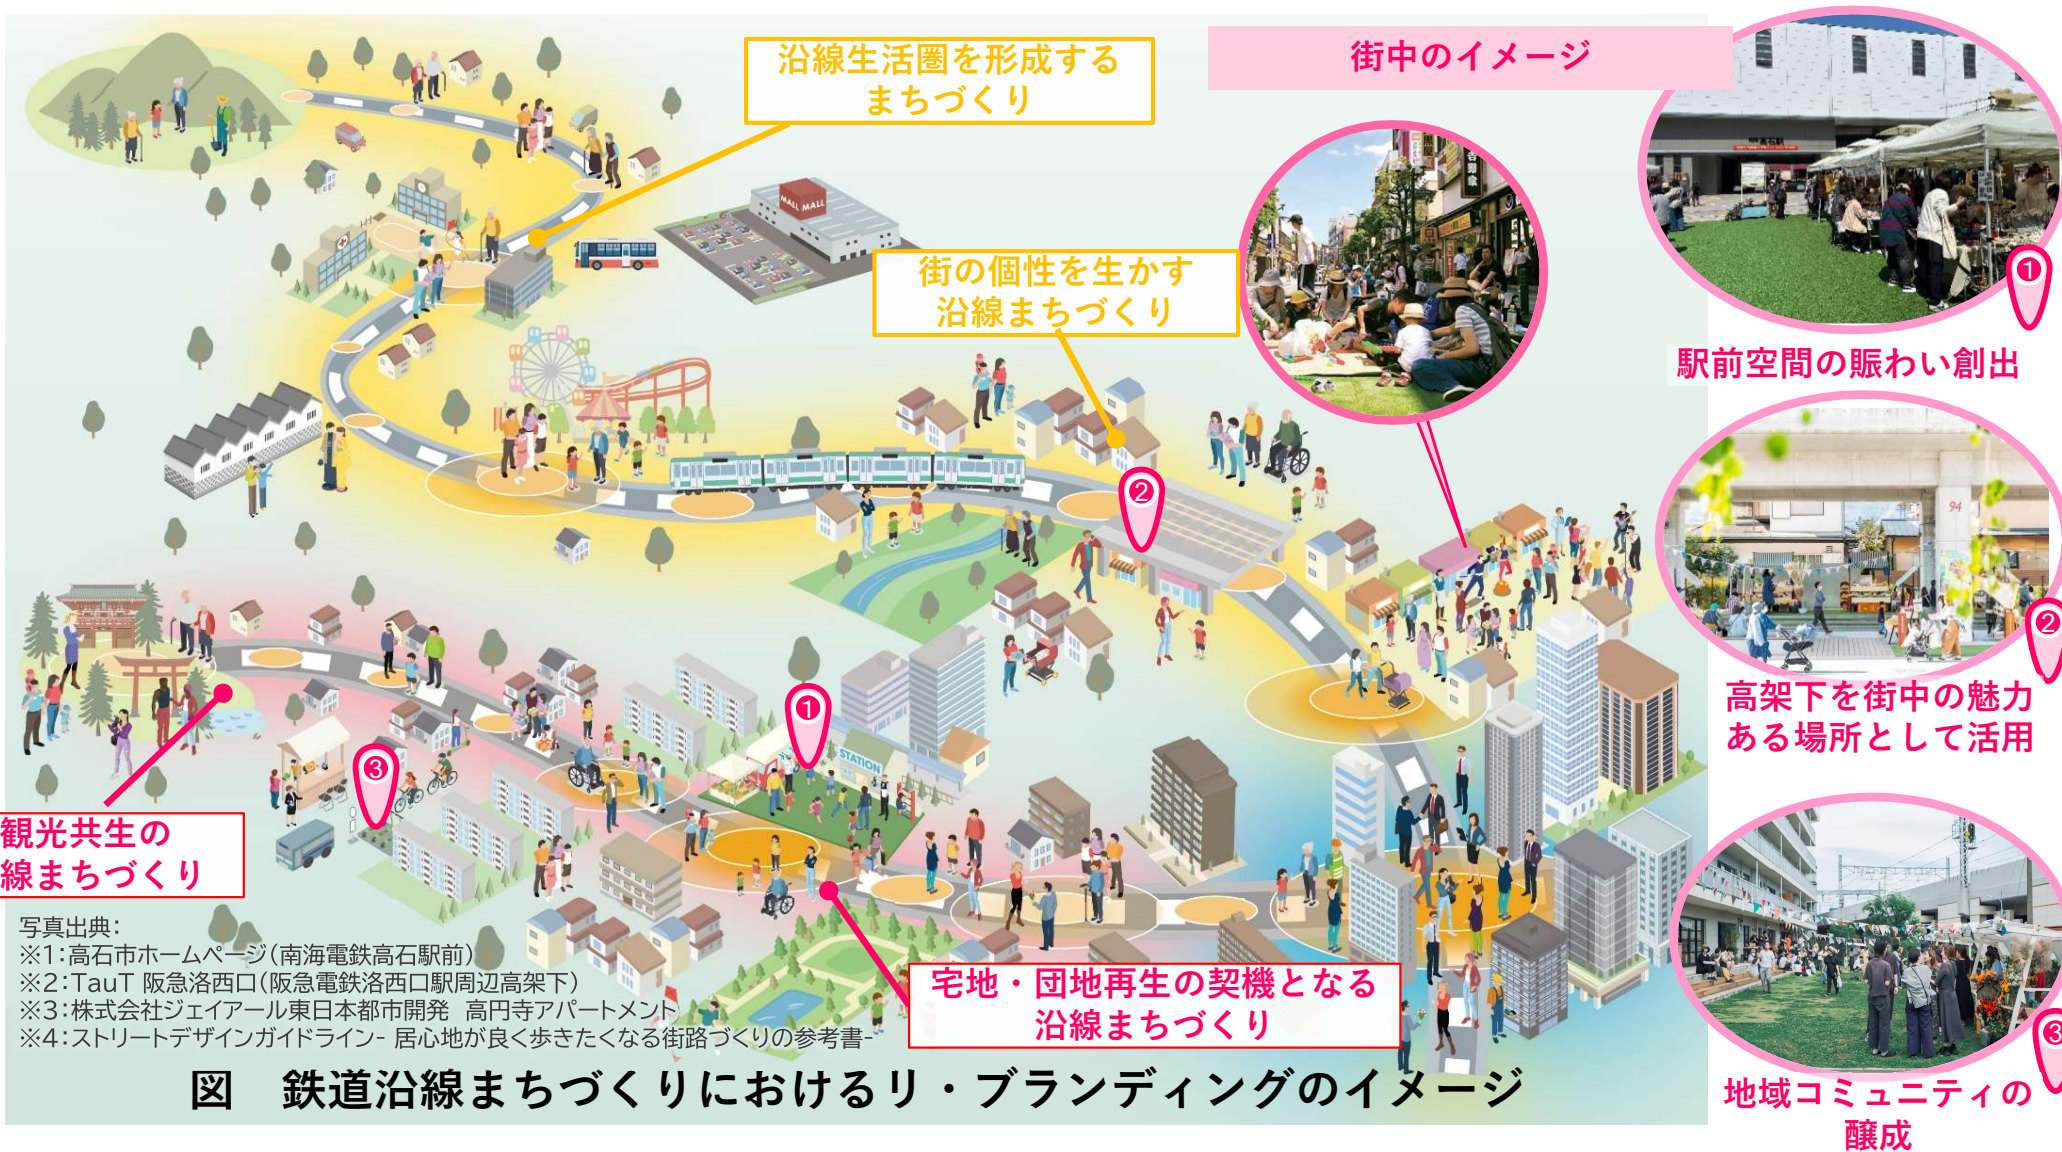 沿線生活圏を形成する
まちづくり
街中のイメージ
MALL MALL
街の個性を生かす
沿線まちづくり
①
駅前空間の賑わい創出
②
94
②
高架下を街中の魅力
ある場所として活用
①
STATION
③
観光共生の
線まちづくり
写真出典：
※1：高石市ホームページ（南海電鉄高石駅前）
※2：TauT 阪急洛西口（阪急電鉄洛西口駅周辺高架下）
※3：株式会社ジェイアール東日本都市開発　高円寺アパートメント
※4：ストリートデザインガイドライン- 居心地が良く歩きたくなる街路づくりの参考書-
宅地・団地再生の契機となる
沿線まちづくり
③
地域コミュニティの
醸成
図　鉄道沿線まちづくりにおけるリ・ブランディングのイメージ